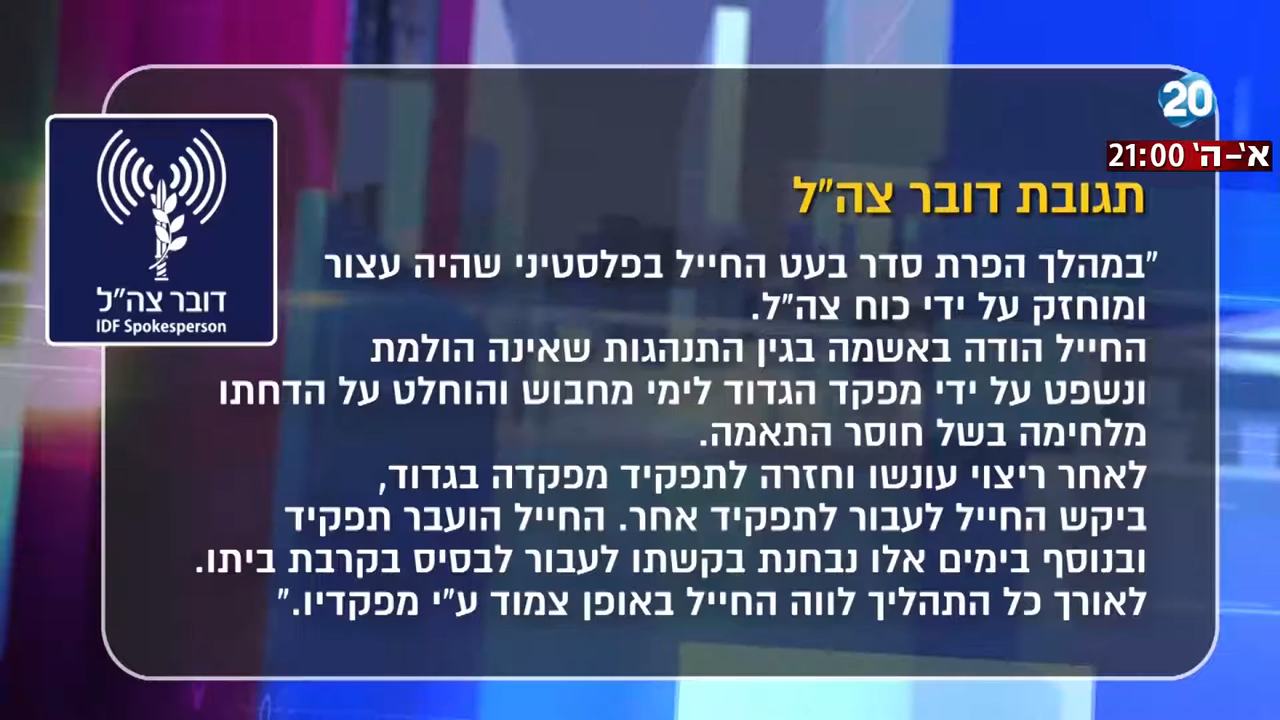 20
א'-ה' 21:00
דובר צה"ל
IDF Spokesperson
תגובת דובר צה"ל
"במהלך הפרת סדר בעט החייל בפלסטיני שהיה עצור
ומוחזק על ידי כוח צה"ל.
החייל הודה באשמה בגין התנהגות שאינה הולמת
ונשפט על ידי מפקד הגדוד לימי מחבוש והוחלט על הדחתו
מלחימה בשל חוסר התאמה.
לאחר ריצוי עונשו וחזרה לתפקיד מפקדה בגדוד,
ביקש החייל לעבור לתפקיד אחר. החייל הועבר תפקיד
ובנוסף בימים אלו נבחנת בקשתו לעבור לבסיס בקרבת ביתו.
לאורך כל התהליך לווה החייל באופן צמוד ע"י מפקדיו."